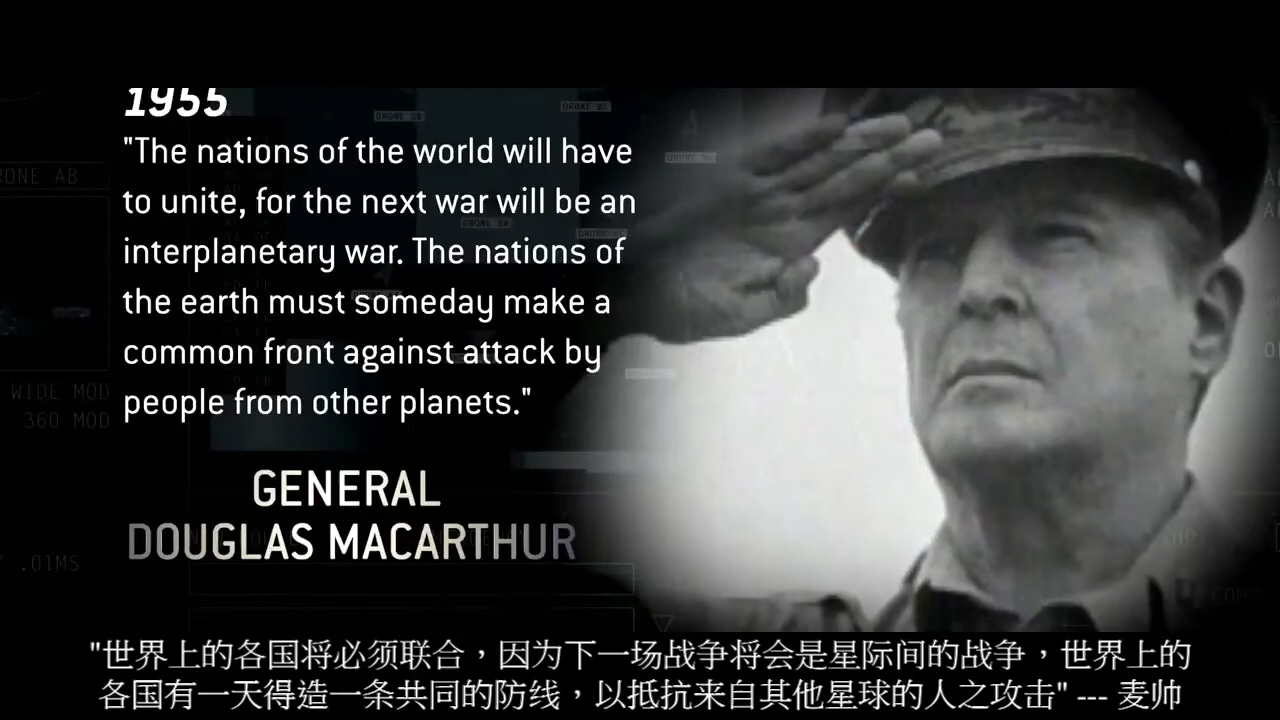 1955
"The nations of the world will have
to unite, for the next war will be an
interplanetary war. The nations of
the earth must someday make a
common front against attack by
people from other planets."
GENERAL
DOUGLAS MACARTHUR
WIDE MOD
360 MOD
.01MS
"世界上的各国将必须联合，因为下一场战争将会是星际间的战争，世界上的
各国有一天得造一条共同的防线，以抵抗来自其他星球的人之攻击" --- 麦帅